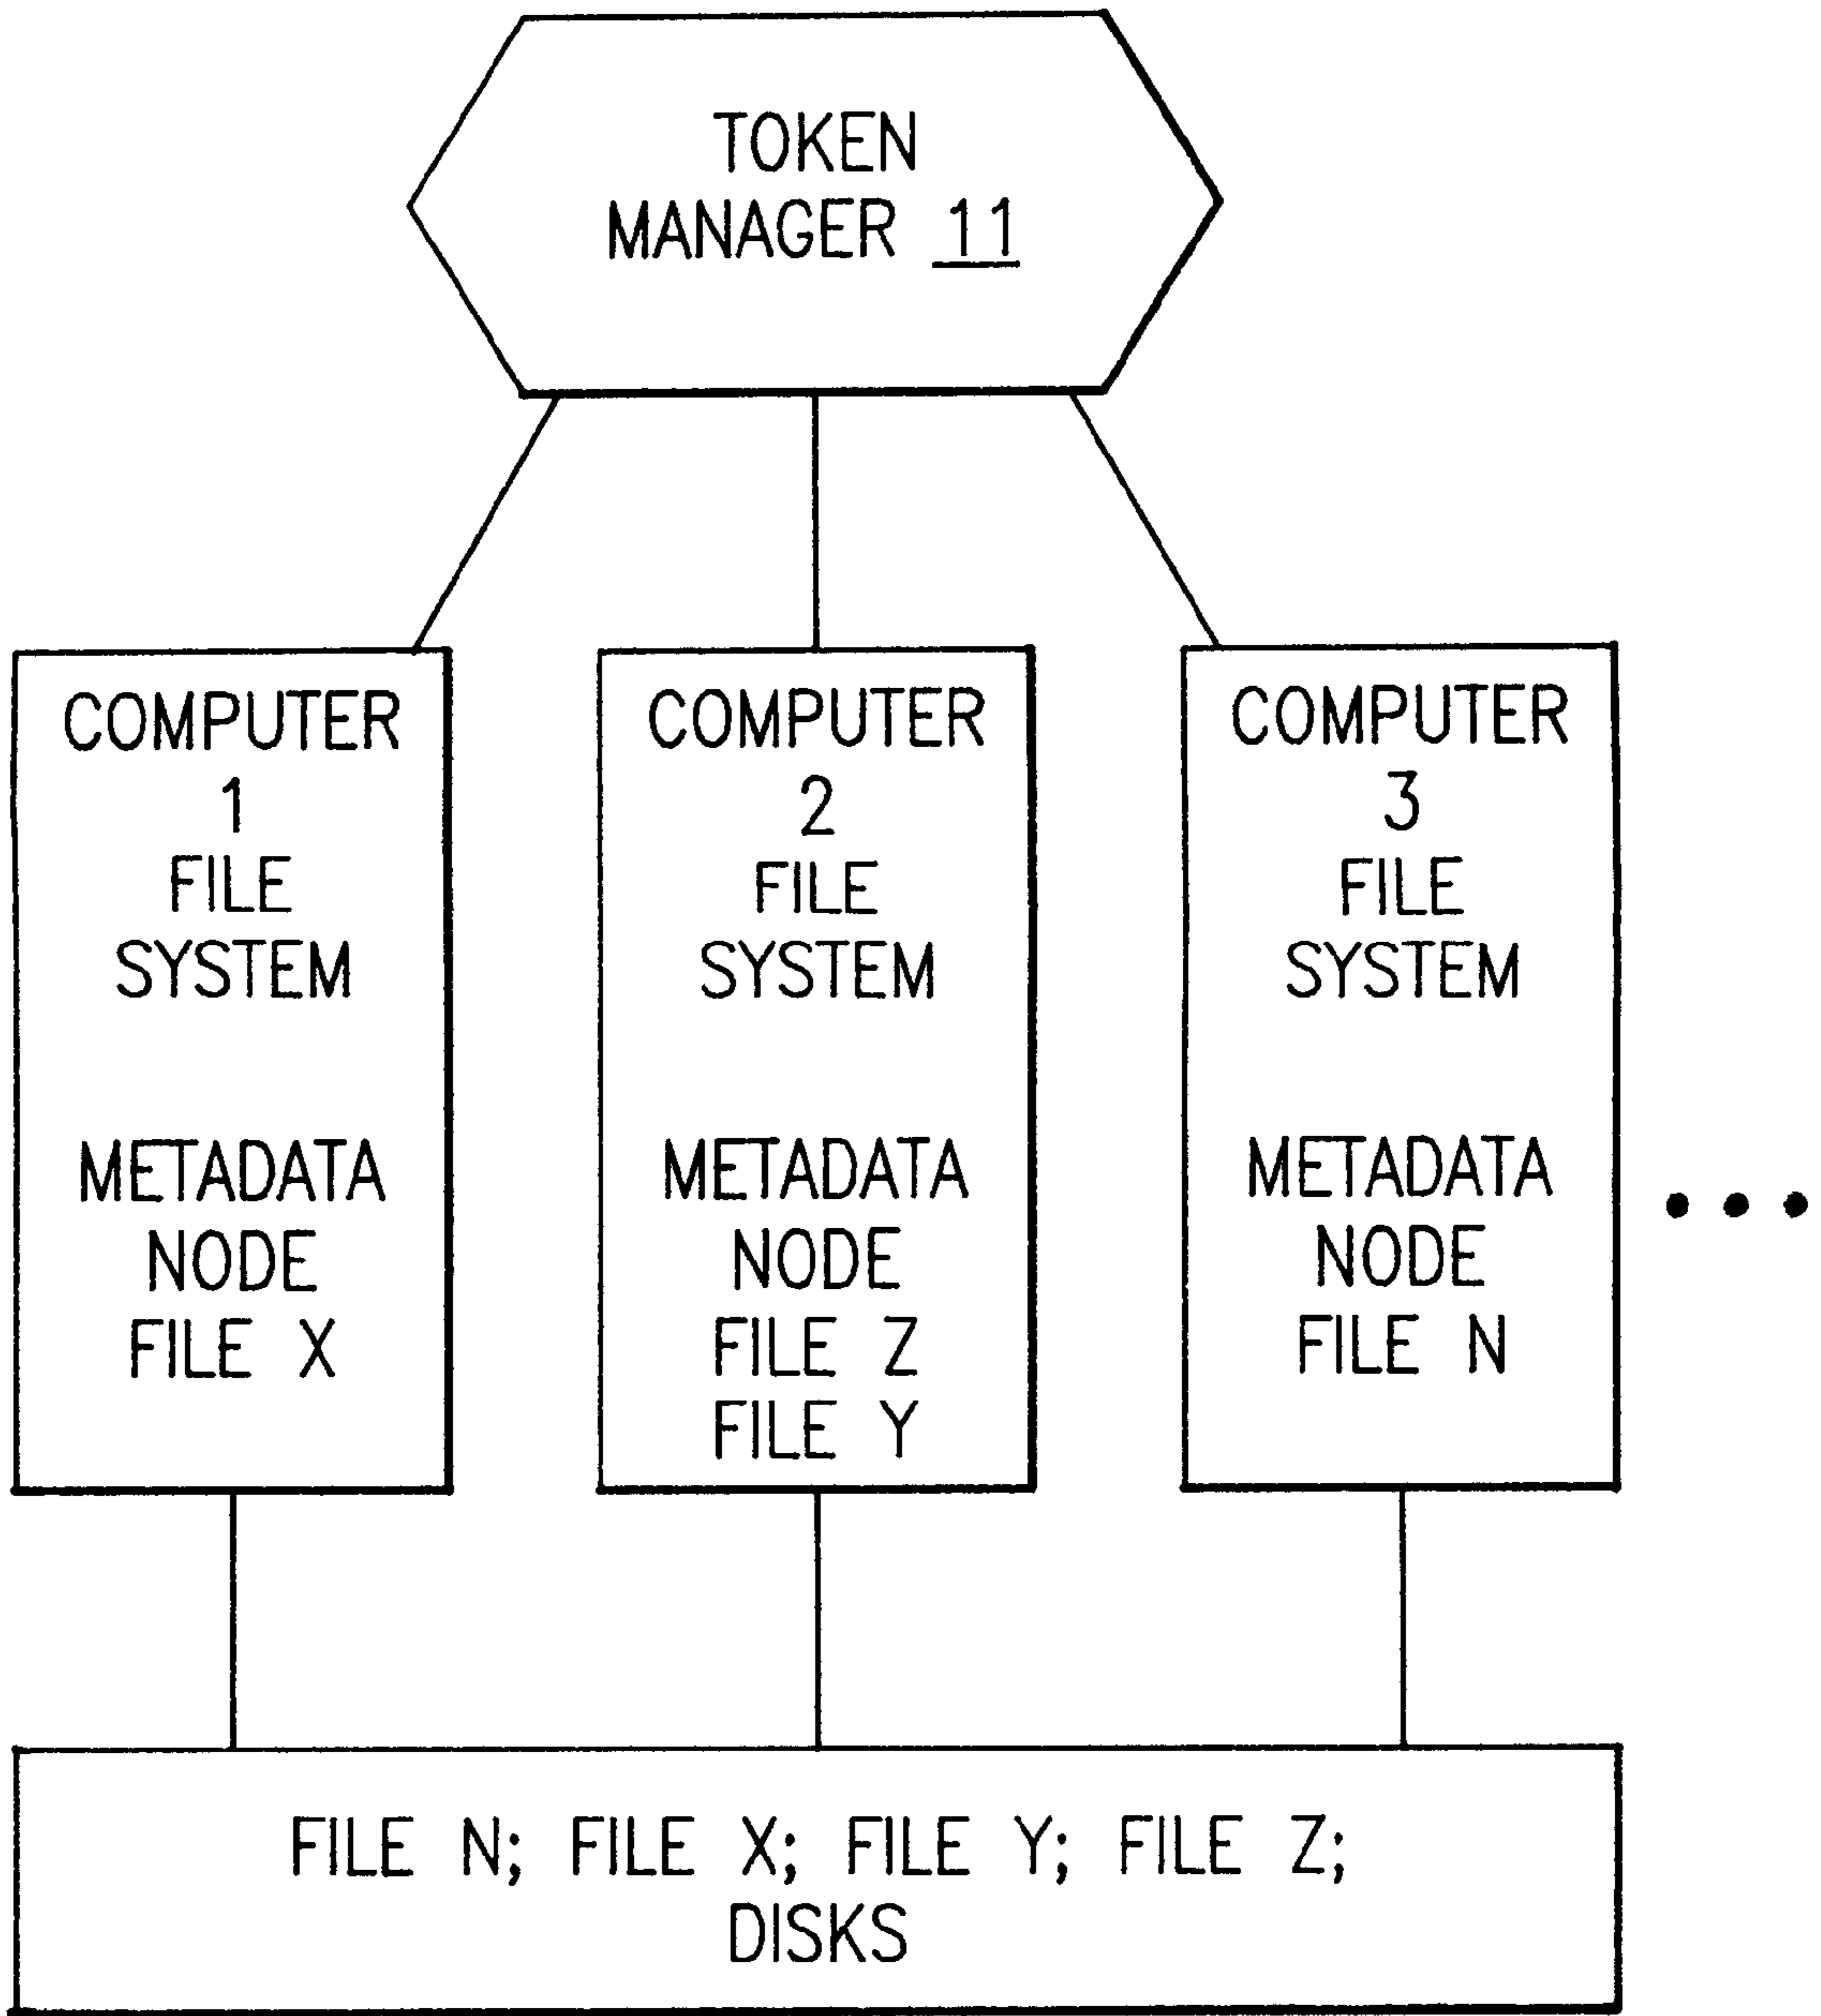 TOKEN
MANAGER 11
COMPUTER
1
FILE
SYSTEM
METADATA
NODE
FILE X
COMPUTER
2
FILE
SYSTEM
METADATA
NODE
FILE Z
FILE Y
COMPUTER
3
FILE
SYSTEM
METADATA
NODE
FILE N
FILE N; FILE X; FILE Y; FILE Z;
DISKS